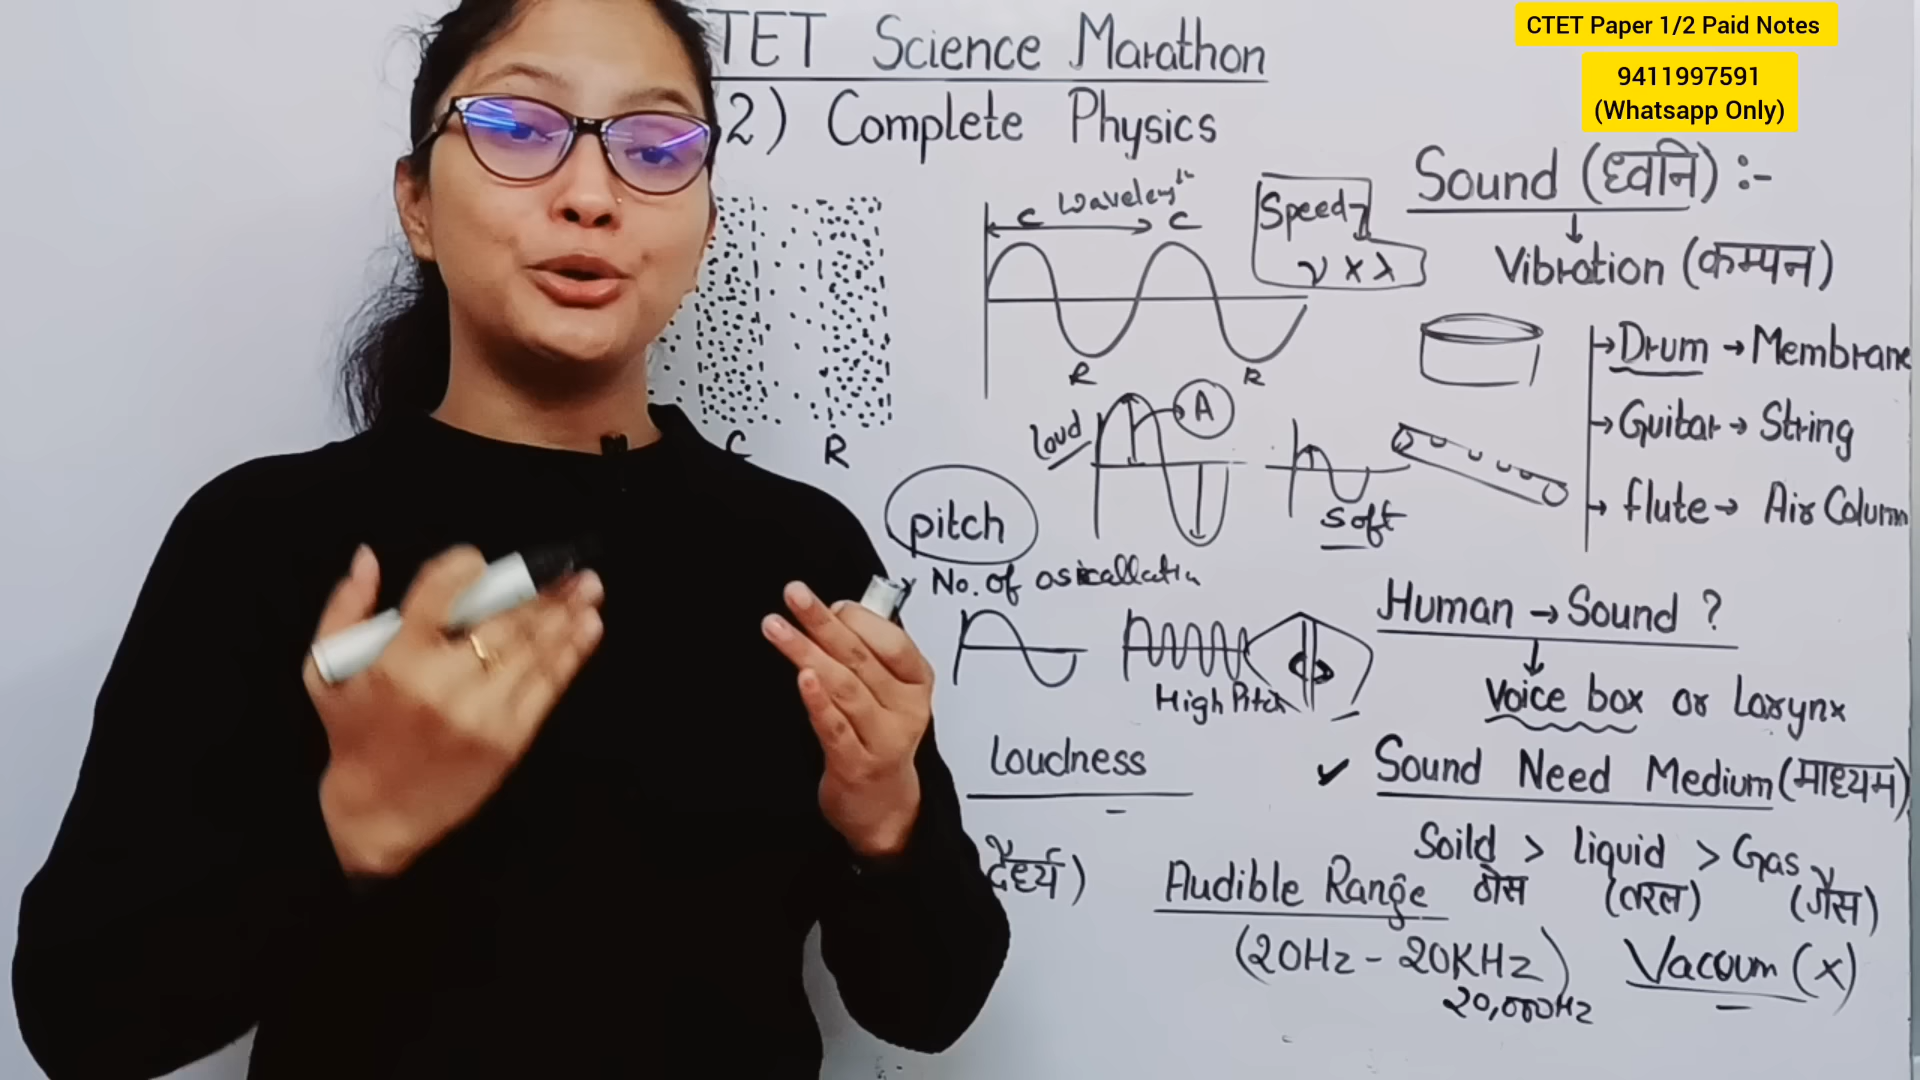 CTET Paper 1/2 Paid Notes
9411997591
(Whatsapp Only)
TET Science Marathon
2) Complete Physics
Sound (ध्वनि) :-
Vibration (कम्पन)
C Wavelength C
Speed
ν x λ
R R
C R
Drum → Membrane
Guitar → String
flute → Air Column
loud
A
Soft
pitch
No. of
High Pitch
Human → Sound ?
Voice box or Larynx
Loudness
✓ Sound Need Medium (माध्यम)
Soild > liquid > Gas
ठोस (तरल) (गैस)
Audible Range
(20Hz - 20KHz)
20,000Hz
Vacoum (x)